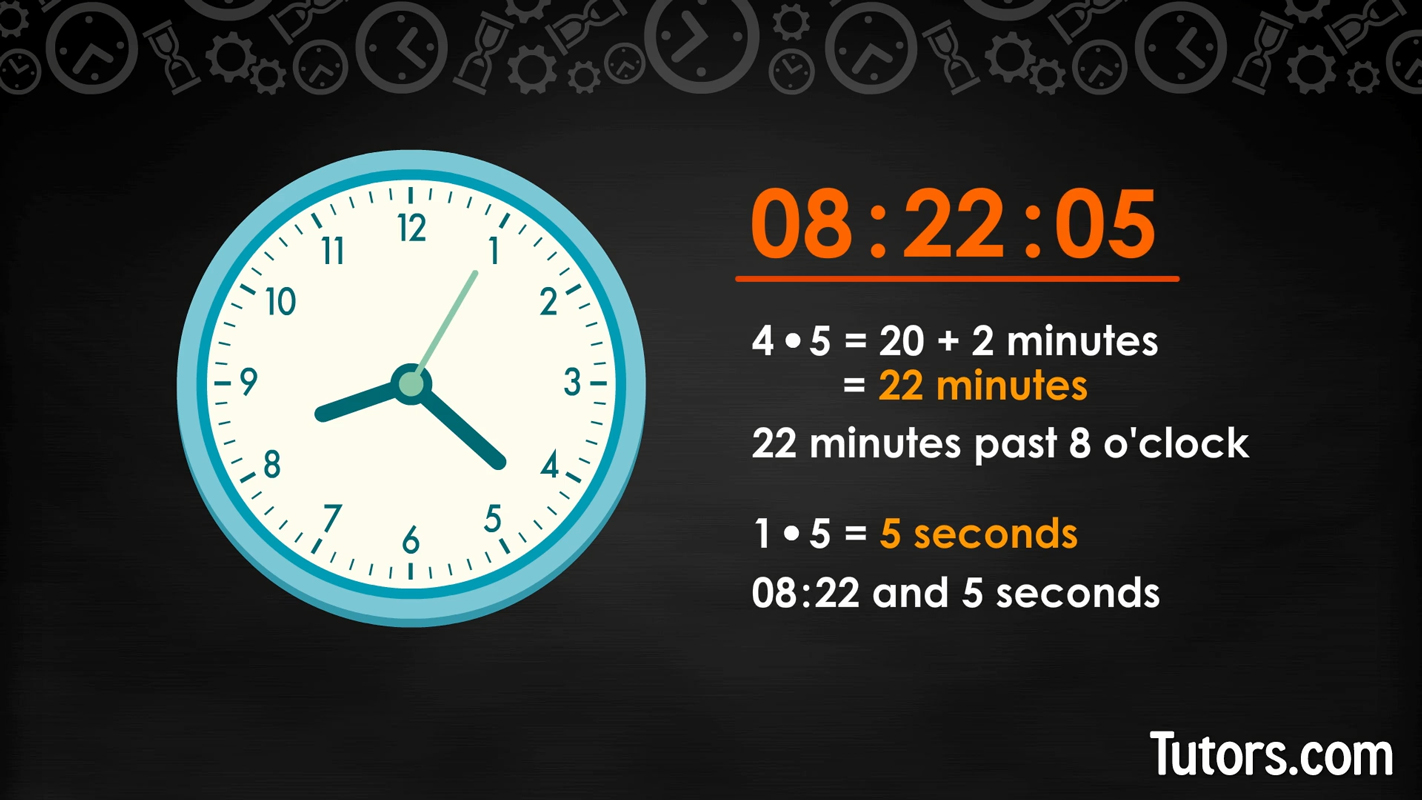 12
11
1
10
2
9
3
8
4
7
5
6
08:22:05
4•5 = 20 + 2 minutes
= 22 minutes
22 minutes past 8 o'clock
1•5 = 5 seconds
08:22 and 5 seconds
Tutors.com